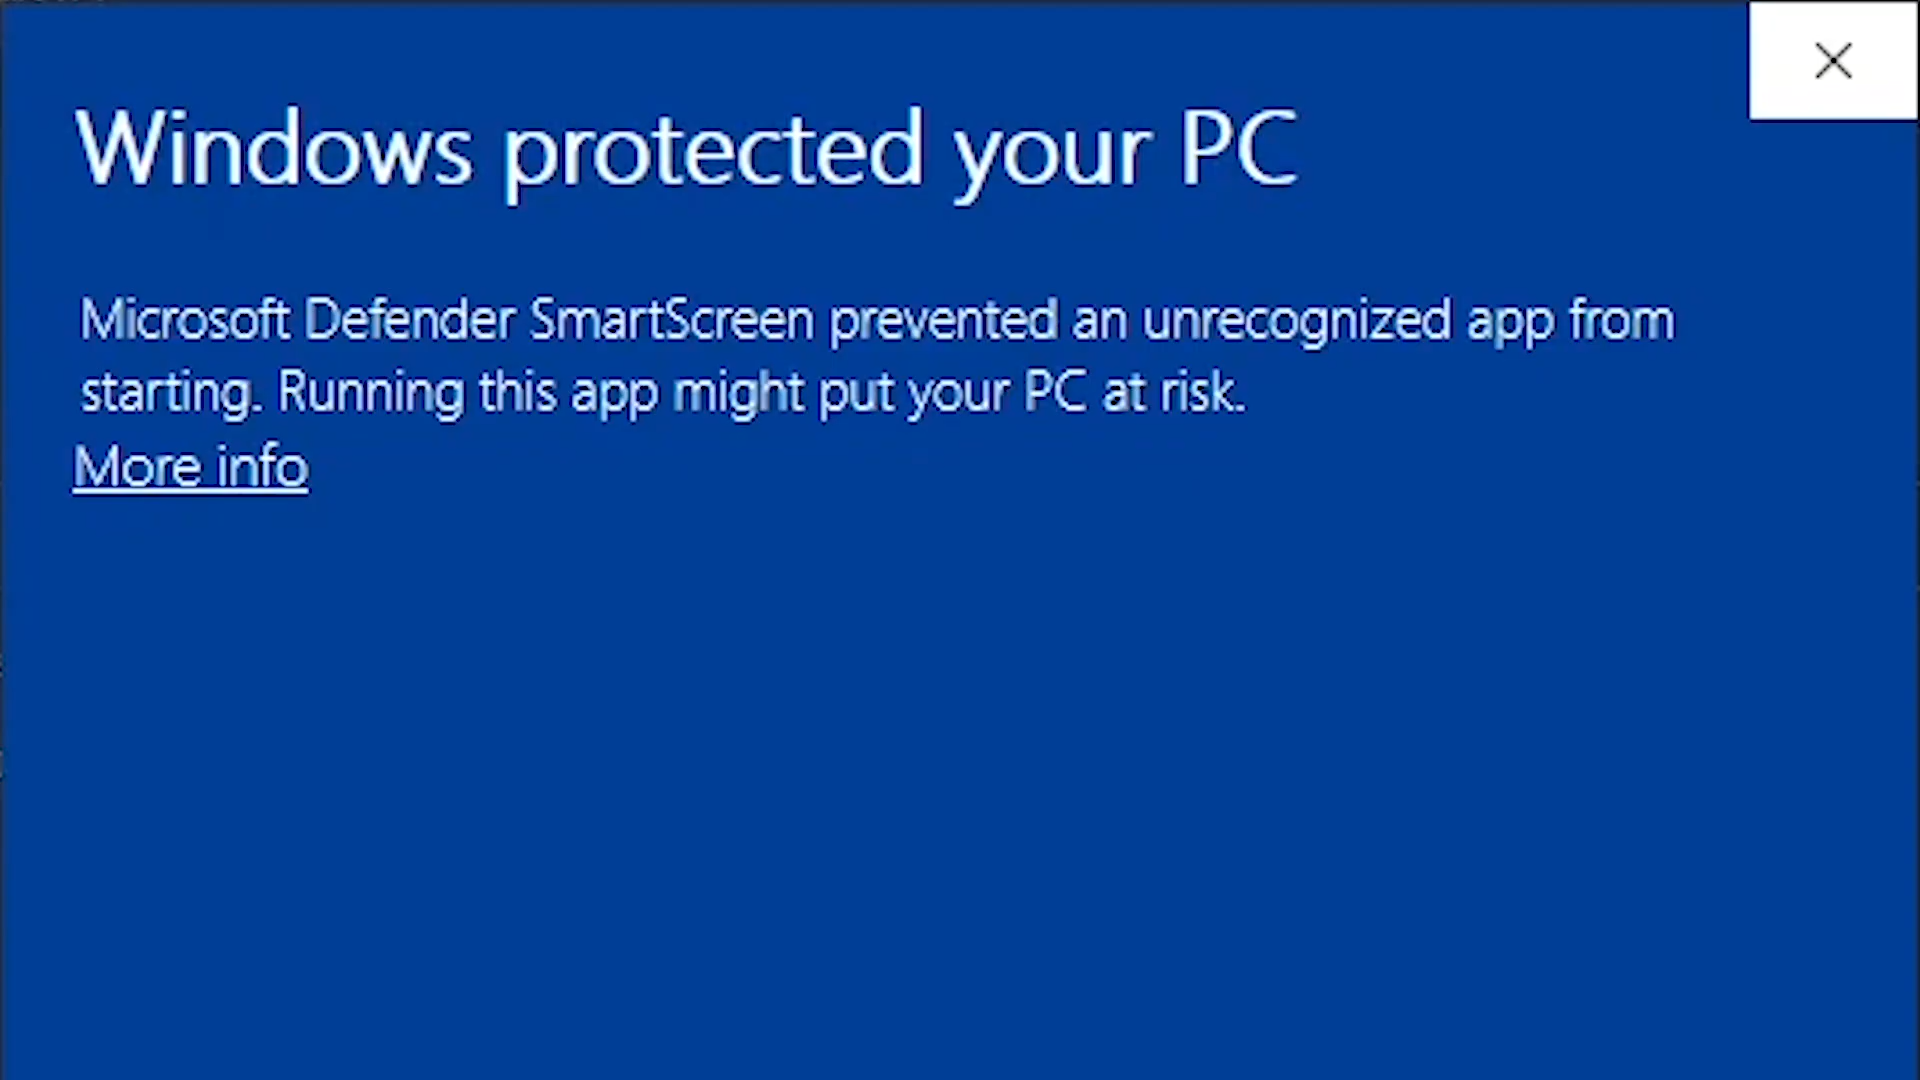 Windows protected your PC
Microsoft Defender SmartScreen prevented an unrecognized app from
starting. Running this app might put your PC at risk.
More info